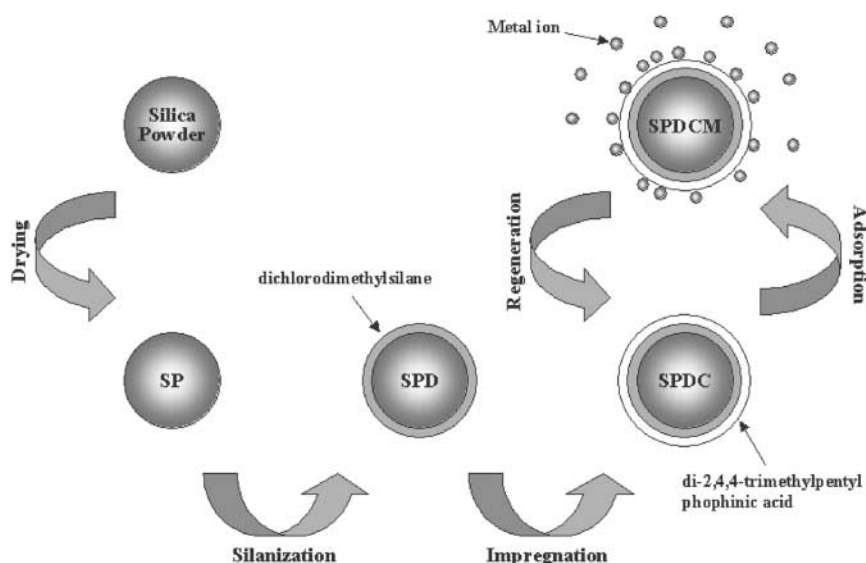 Metal ion
Silica
Powder
SPDCM
Drying
Regeneration
Adsorption
dichlorodimethylsilane
SP
SPD
SPDC
di-2,4,4-trimethylpentyl
phophinic acid
Silanization
Impregnation